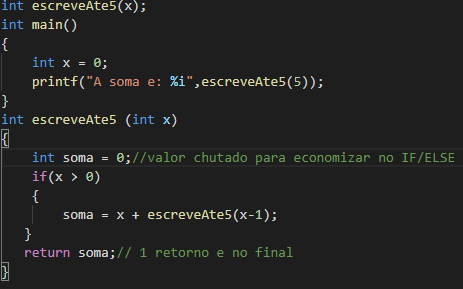 int escreveAte5(x);
int main()
{
    int x = 0;
    printf("A soma e: %i",escreveAte5(5));
}
int escreveAte5 (int x)
{
    int soma = 0;//valor chutado para economizar no IF/ELSE
    if(x > 0)
    {
        soma = x + escreveAte5(x-1);
   }
   return soma;// 1 retorno e no final
}